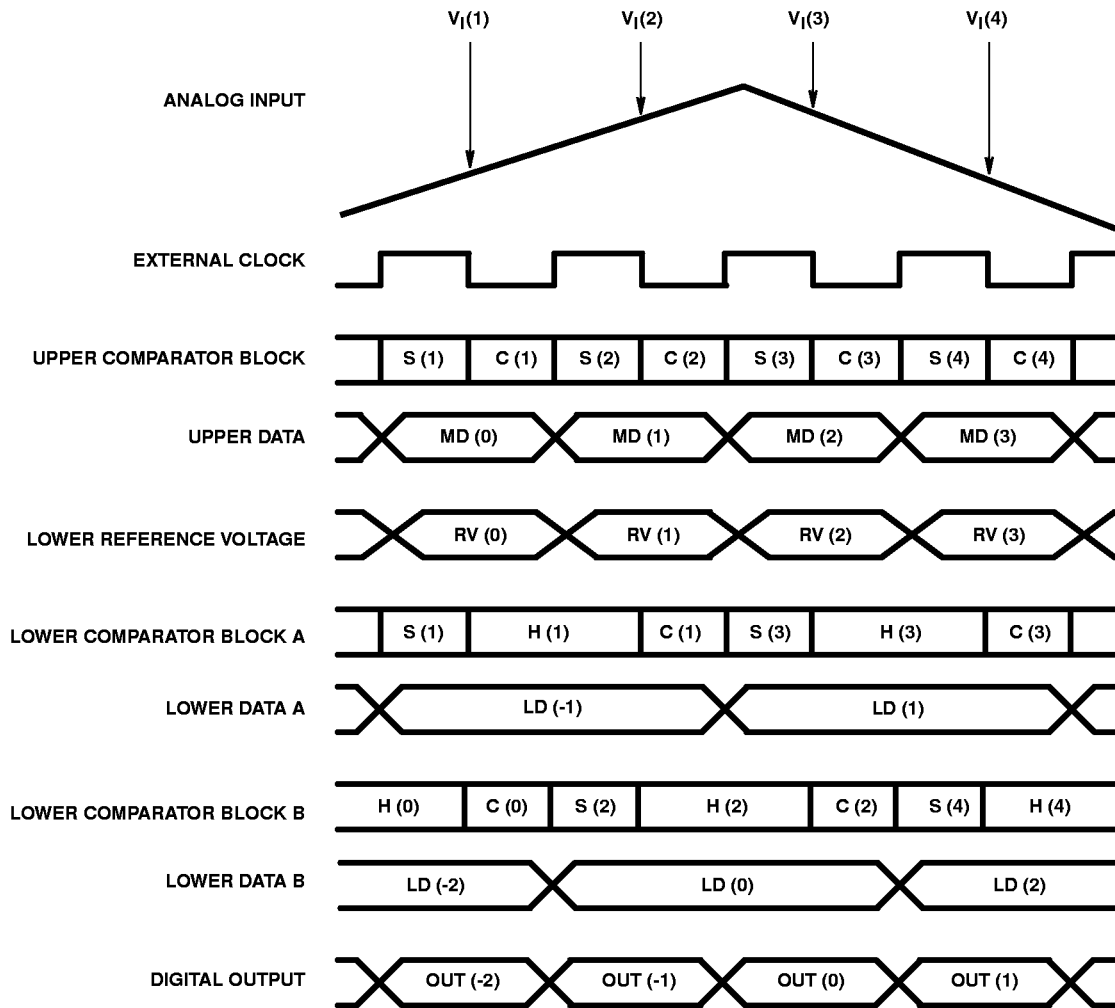 V_I(1) V_I(2) V_I(3) V_I(4)
ANALOG INPUT
EXTERNAL CLOCK
UPPER COMPARATOR BLOCK S (1) C (1) S (2) C (2) S (3) C (3) S (4) C (4)
UPPER DATA MD (0) MD (1) MD (2) MD (3)
LOWER REFERENCE VOLTAGE RV (0) RV (1) RV (2) RV (3)
LOWER COMPARATOR BLOCK A S (1) H (1) C (1) S (3) H (3) C (3)
LOWER DATA A LD (-1) LD (1)
LOWER COMPARATOR BLOCK B H (0) C (0) S (2) H (2) C (2) S (4) H (4)
LOWER DATA B LD (-2) LD (0) LD (2)
DIGITAL OUTPUT OUT (-2) OUT (-1) OUT (0) OUT (1)